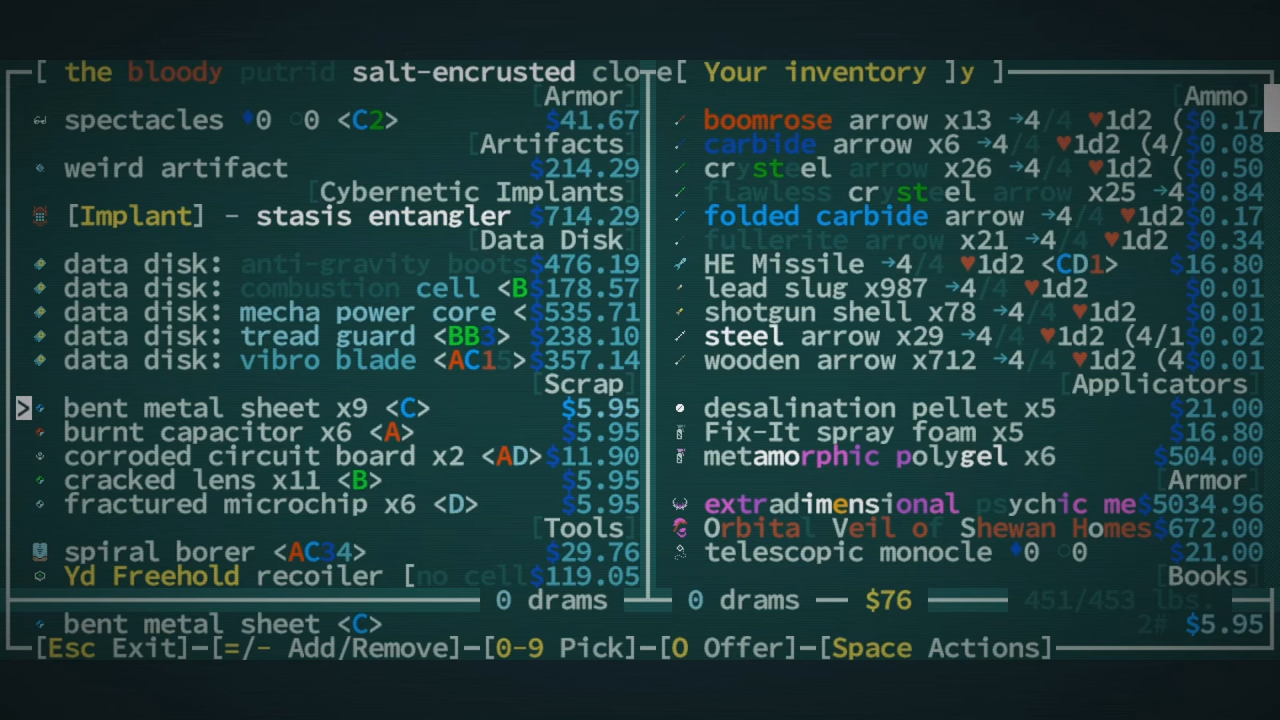 [ the bloody putrid salt-encrusted clo
e[ Your inventory ]y ]
[Armor]
spectacles ♦0 ○0 <C2> $41.67
[Artifacts]
weird artifact $214.29
[Cybernetic Implants]
[Implant] - stasis entangler $714.29
[Data Disk]
data disk: anti-gravity boots $476.19
data disk: combustion cell <B $178.57
data disk: mecha power core < $535.71
data disk: tread guard <BB3> $238.10
data disk: vibro blade <AC15 $357.14
[Scrap]
> bent metal sheet x9 <C> $5.95
burnt capacitor x6 <A> $5.95
corroded circuit board x2 <AD> $11.90
cracked lens x11 <B> $5.95
fractured microchip x6 <D> $5.95
[Tools]
spiral borer <AC34> $29.76
Yd Freehold recoiler [no cell $119.05
0 drams
[Ammo]
boomrose arrow x13 →4/4 ♥1d2 ( $0.17
carbide arrow x6 →4/4 ♥1d2 (4/ $0.08
crysteel arrow x26 →4/4 ♥1d2 ( $0.50
flawless crysteel arrow x25 →4 $0.84
folded carbide arrow →4/4 ♥1d2 $0.17
fullerite arrow x21 →4/4 ♥1d2 $0.34
HE Missile →4/4 ♥1d2 <CD1> $16.80
lead slug x987 →4/4 ♥1d2 $0.01
shotgun shell x78 →4/4 ♥1d2 $0.01
steel arrow x29 →4/4 ♥1d2 (4/1 $0.02
wooden arrow x712 →4/4 ♥1d2 (4 $0.01
[Applicators]
desalination pellet x5 $21.00
Fix-It spray foam x5 $16.80
metamorphic polygel x6 $504.00
[Armor]
extradimensional psychic me $5034.96
Orbital Veil of Shewan Homes $672.00
telescopic monocle ♦0 ○0 $21.00
[Books]
0 drams — $76 451/453 lbs.
bent metal sheet <C> 2# $5.95
[Esc Exit]-[=/- Add/Remove]-[0-9 Pick]-[O Offer]-[Space Actions]